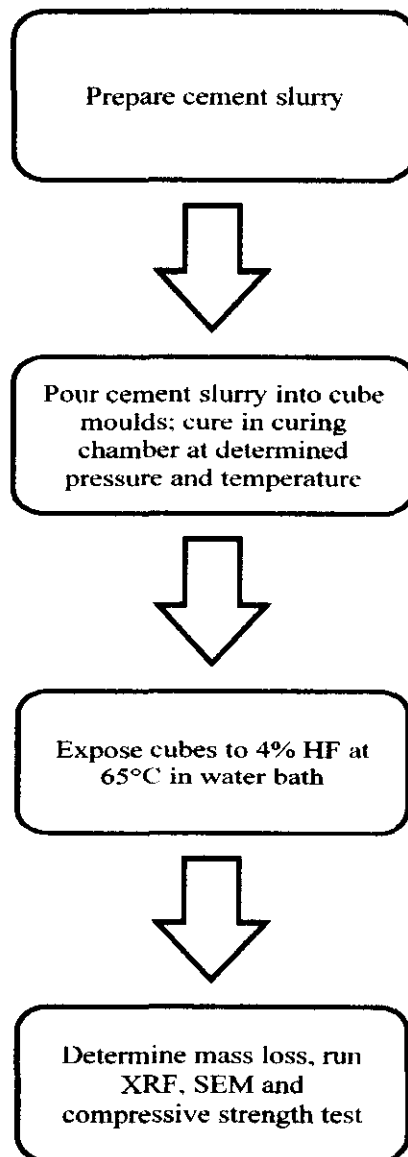 Prepare cement slurry
Pour cement slurry into cube
moulds; cure in curing
chamber at determined
pressure and temperature
Expose cubes to 4% HF at
65°C in water bath
Determine mass loss, run
XRF, SEM and
compressive strength test